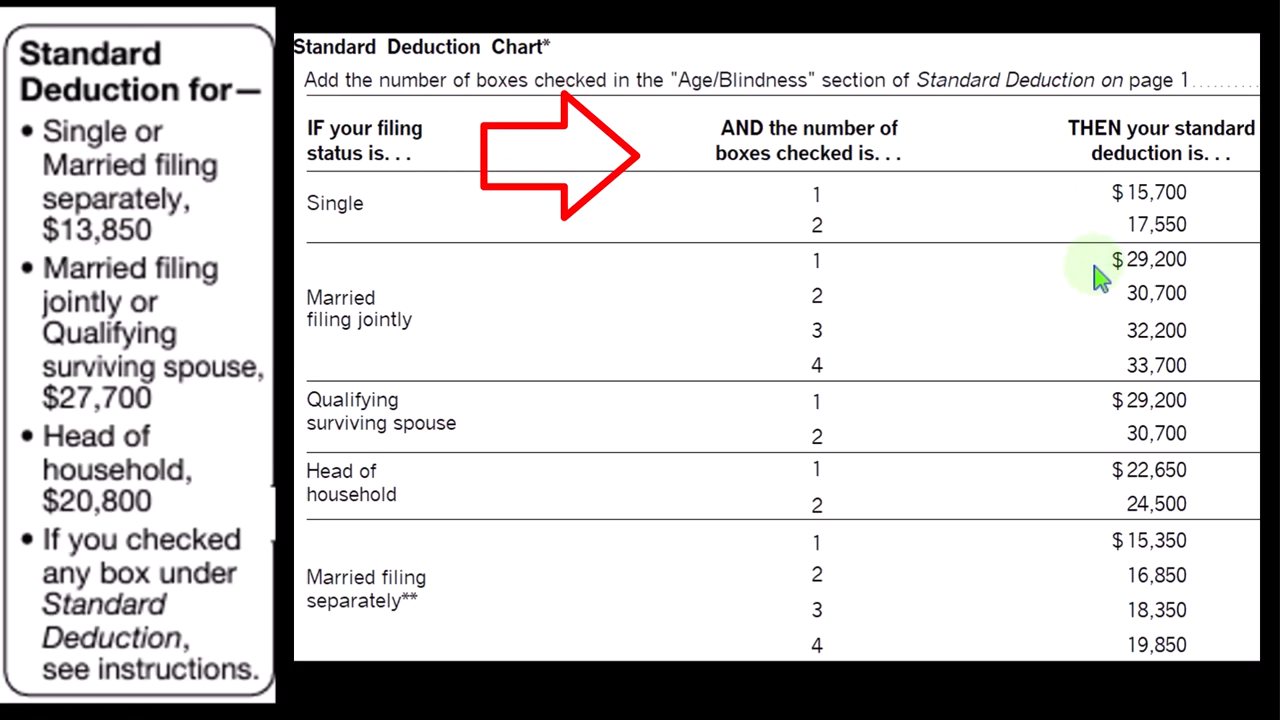 Standard
Deduction for—
• Single or
Married filing
separately,
$13,850
• Married filing
jointly or
Qualifying
surviving spouse,
$27,700
• Head of
household,
$20,800
• If you checked
any box under
Standard
Deduction,
see instructions.
Standard Deduction Chart*
Add the number of boxes checked in the "Age/Blindness" section of Standard Deduction on page 1..........
IF your filing
status is. . .
AND the number of
boxes checked is. . .
THEN your standard
deduction is. . .
Single
1 $15,700
2 17,550
Married
filing jointly
1 $29,200
2 30,700
3 32,200
4 33,700
Qualifying
surviving spouse
1 $29,200
2 30,700
Head of
household
1 $22,650
2 24,500
Married filing
separately**
1 $15,350
2 16,850
3 18,350
4 19,850